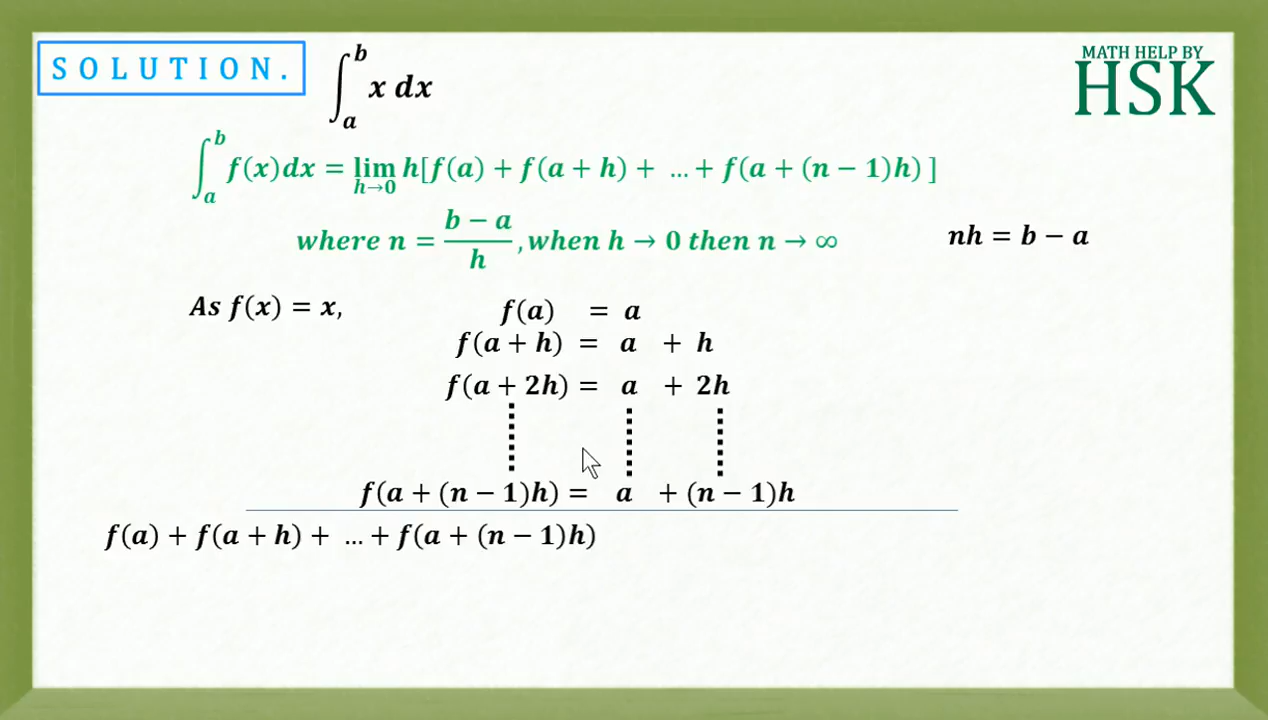 SOLUTION.
∫_a^b x dx
MATH HELP BY
HSK
∫_a^b f(x)dx = lim_{h→0} h[f(a) + f(a + h) + ... + f(a + (n − 1)h) ]
where n = (b − a)/h , when h → 0 then n → ∞
nh = b − a
As f(x) = x,
f(a) = a
f(a + h) = a + h
f(a + 2h) = a + 2h
f(a + (n − 1)h) = a + (n − 1)h
f(a) + f(a + h) + ... + f(a + (n − 1)h)